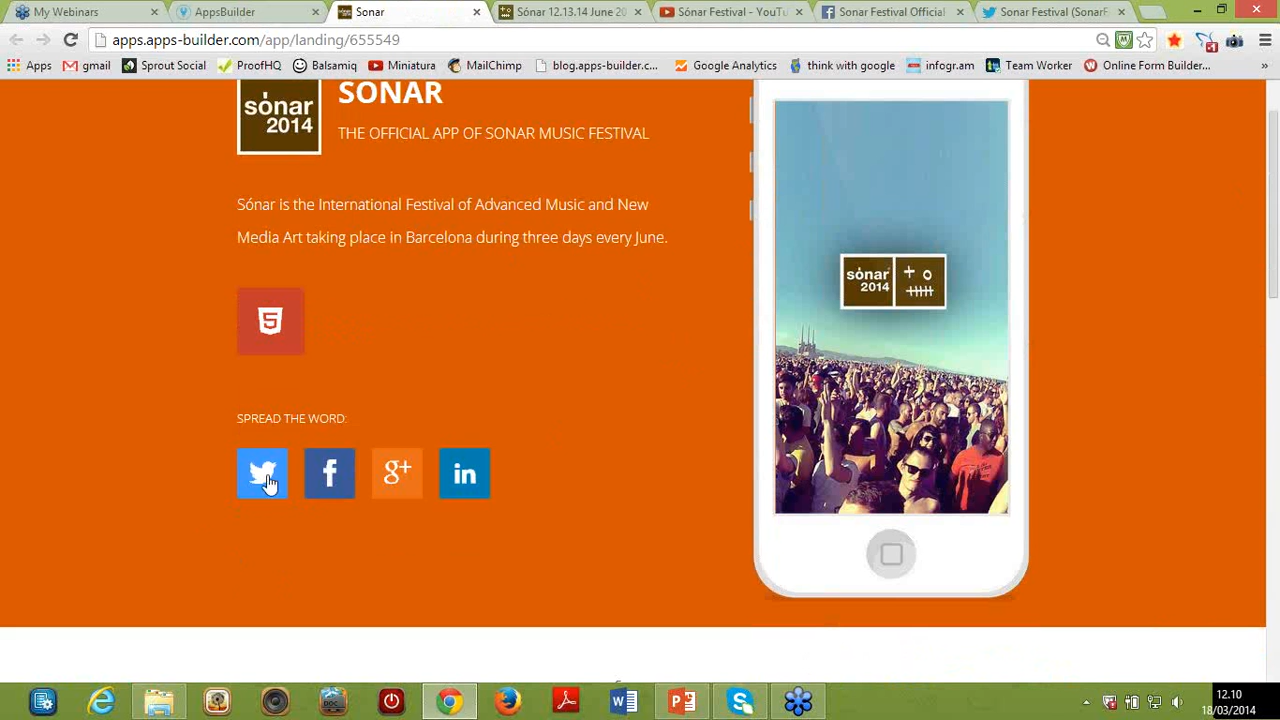 My Webinars
AppsBuilder
Sonar
Sónar 12.13.14 June 20
Sónar Festival - YouTu
Sonar Festival Official
Sonar Festival (SonarF
apps.apps-builder.com/app/landing/655549
Apps
gmail
Sprout Social
ProofHQ
Balsamiq
Miniatura
MailChimp
blog.apps-builder.c...
Google Analytics
think with google
infogr.am
Team Worker
Online Form Builder...
»
sónar
2014
SONAR
THE OFFICIAL APP OF SONAR MUSIC FESTIVAL
Sónar is the International Festival of Advanced Music and New
Media Art taking place in Barcelona during three days every June.
5
SPREAD THE WORD:
f
g+
in
sónar
2014
DOC
12.10
18/03/2014